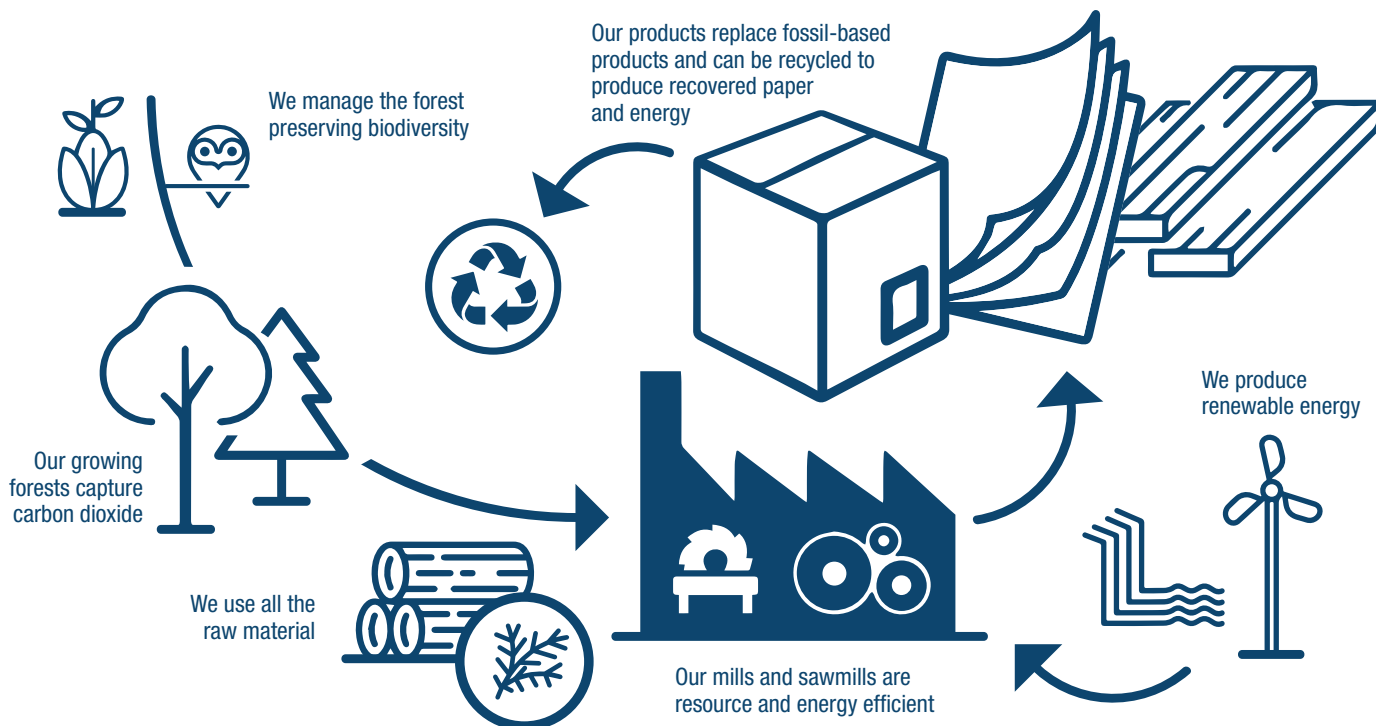 Our products replace fossil-based
products and can be recycled to
produce recovered paper
and energy
We manage the forest
preserving biodiversity
We produce
renewable energy
Our growing
forests capture
carbon dioxide
We use all the
raw material
Our mills and sawmills are
resource and energy efficient